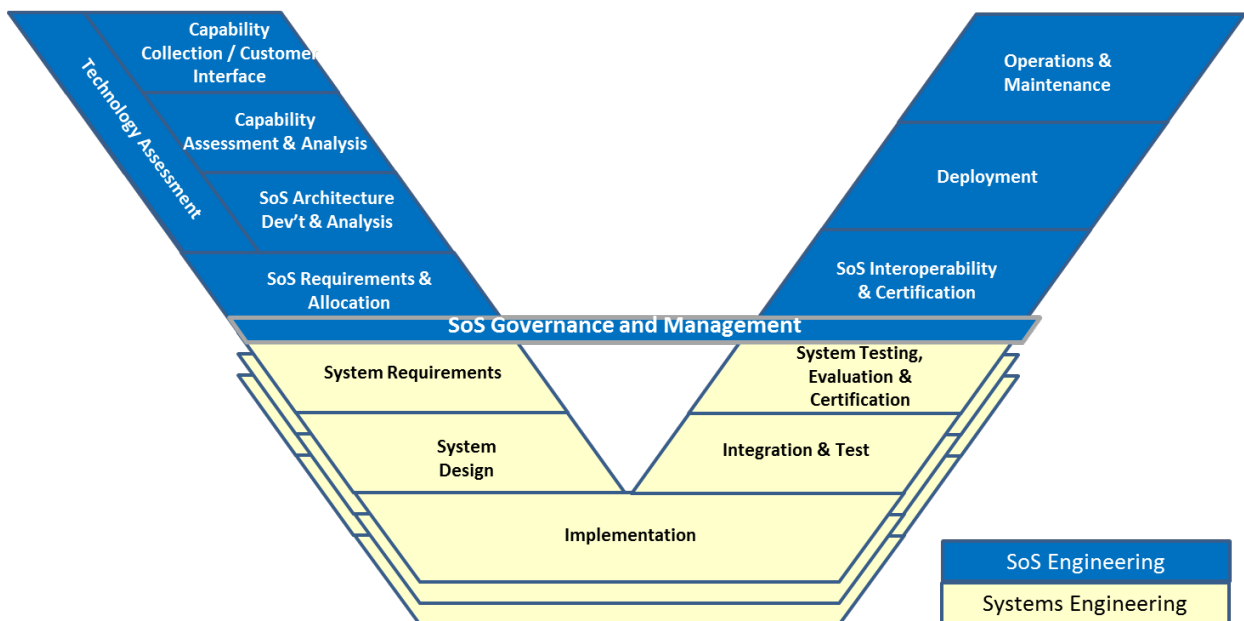 Technology Assessment
Capability
Collection / Customer
Interface
Capability
Assessment & Analysis
SoS Architecture
Dev't & Analysis
SoS Requirements &
Allocation
Operations &
Maintenance
Deployment
SoS Interoperability
& Certification
SoS Governance and Management
System Requirements
System
Design
Implementation
System Testing,
Evaluation &
Certification
Integration & Test
SoS Engineering
Systems Engineering